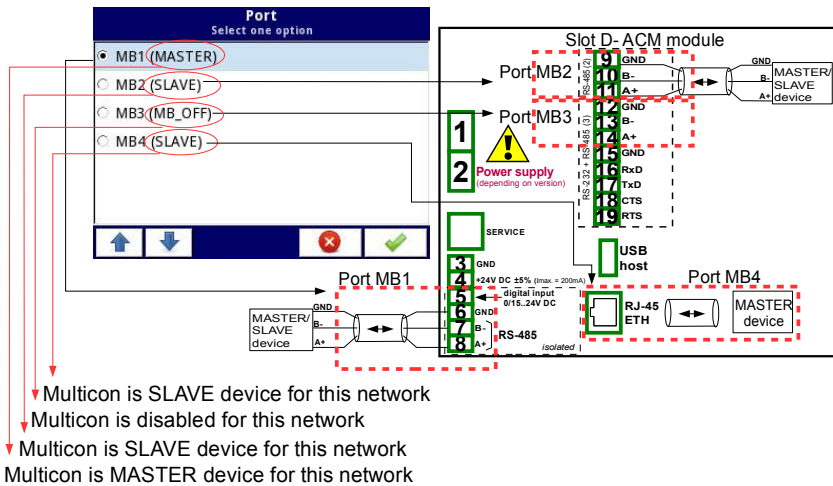 Port
Select one option
MB1 (MASTER)
MB2 (SLAVE)
MB3 (MB_OFF)
MB4 (SLAVE)
Slot D- ACM module
Port MB2
RS-485 (2)
9 GND
10 B-
11 A+
GND
B-
A+
MASTER/
SLAVE
device
Port MB3
RS-232 + RS-485 (3)
12 GND
13 B-
14 A+
15 GND
16 RxD
17 TxD
18 CTS
19 RTS
1
2
!
Power supply
(depending on version)
SERVICE
USB
host
3 GND
4 +24V DC ±5% (Imax. = 200mA)
5 digital input
0/15..24V DC
6 GND
7 B-
8 A+
RS-485
isolated
Port MB1
MASTER/
SLAVE
device
GND
B-
A+
Port MB4
RJ-45
ETH
MASTER
device
Multicon is SLAVE device for this network
Multicon is disabled for this network
Multicon is SLAVE device for this network
Multicon is MASTER device for this network